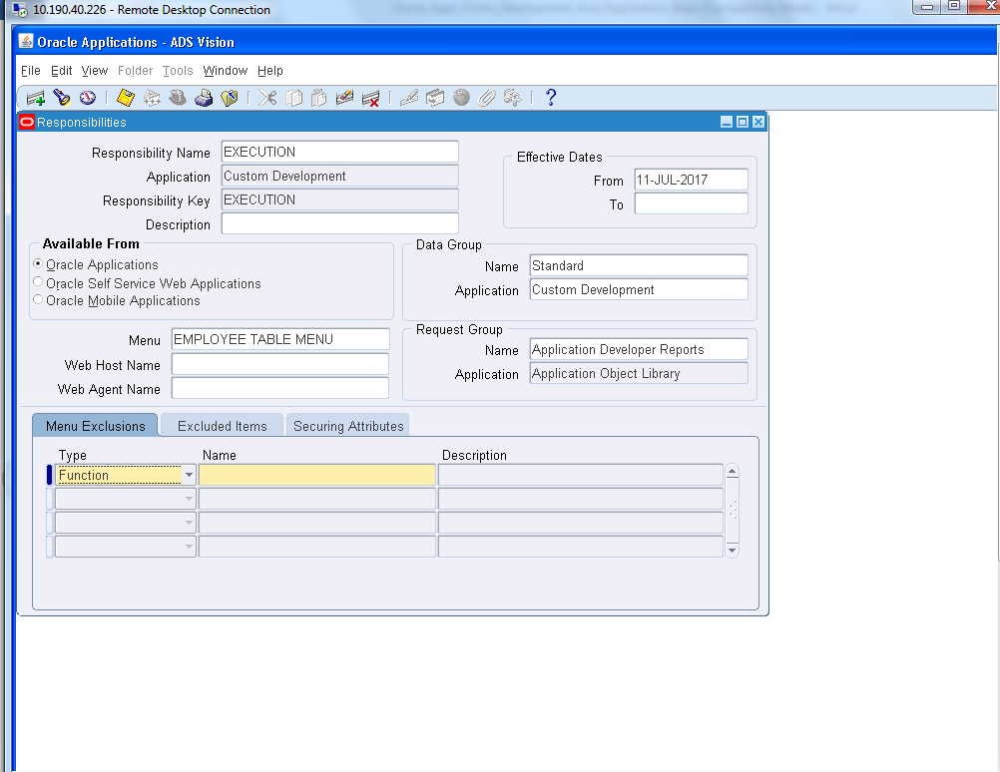 10.190.40.226 - Remote Desktop Connection
Oracle Applications - ADS Vision
File Edit View Folder Tools Window Help
?
Responsibilities
Responsibility Name EXECUTION
Application Custom Development
Responsibility Key EXECUTION
Description
Effective Dates
From 11-JUL-2017
To
Available From
Oracle Applications
Oracle Self Service Web Applications
Oracle Mobile Applications
Data Group
Name Standard
Application Custom Development
Menu EMPLOYEE TABLE MENU
Web Host Name
Web Agent Name
Request Group
Name Application Developer Reports
Application Application Object Library
Menu Exclusions Excluded Items Securing Attributes
Type Name Description
Function